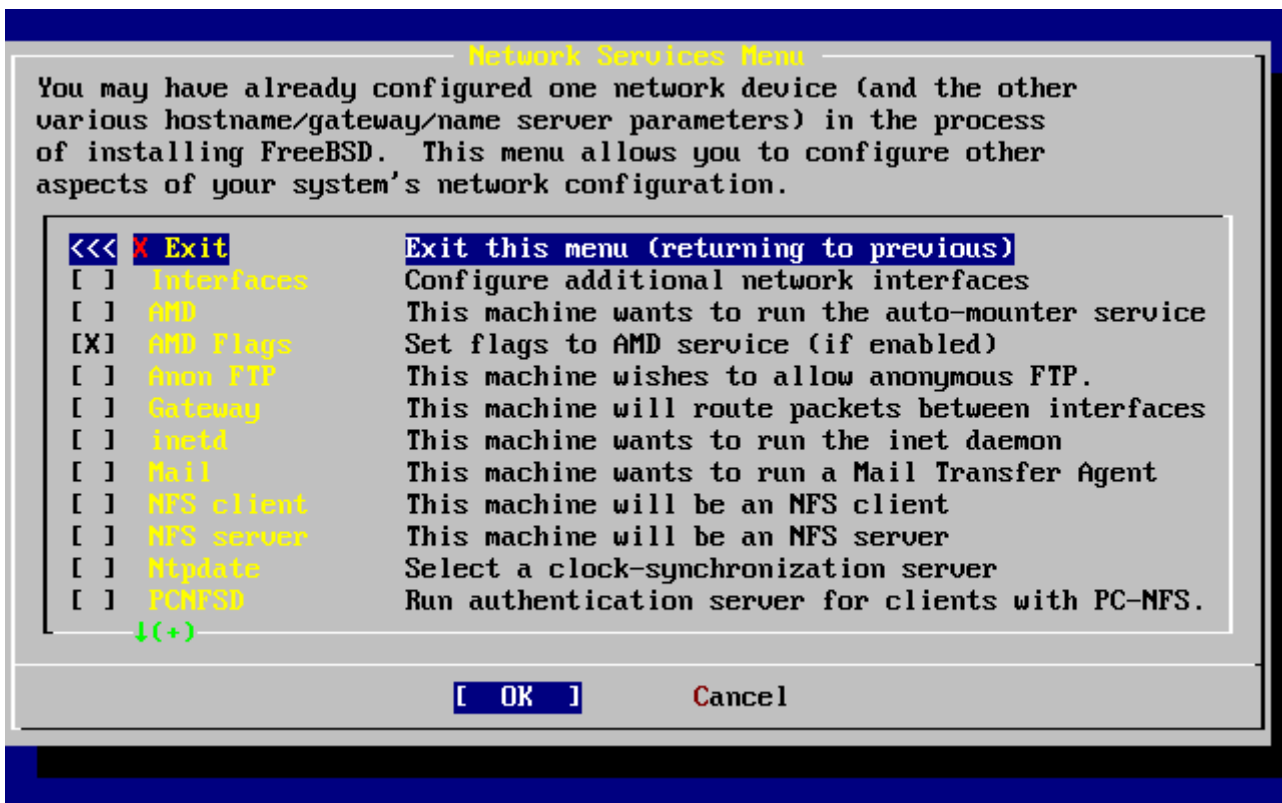 Network Services Menu
You may have already configured one network device (and the other
various hostname/gateway/name server parameters) in the process
of installing FreeBSD.  This menu allows you to configure other
aspects of your system's network configuration.
<<< X Exit Exit this menu (returning to previous)
[ ] Interfaces Configure additional network interfaces
[ ] AMD This machine wants to run the auto-mounter service
[X] AMD Flags Set flags to AMD service (if enabled)
[ ] Anon FTP This machine wishes to allow anonymous FTP.
[ ] Gateway This machine will route packets between interfaces
[ ] inetd This machine wants to run the inet daemon
[ ] Mail This machine wants to run a Mail Transfer Agent
[ ] NFS client This machine will be an NFS client
[ ] NFS server This machine will be an NFS server
[ ] Ntpdate Select a clock-synchronization server
[ ] PCNFSD Run authentication server for clients with PC-NFS.
↓(+)
[ OK ] Cancel